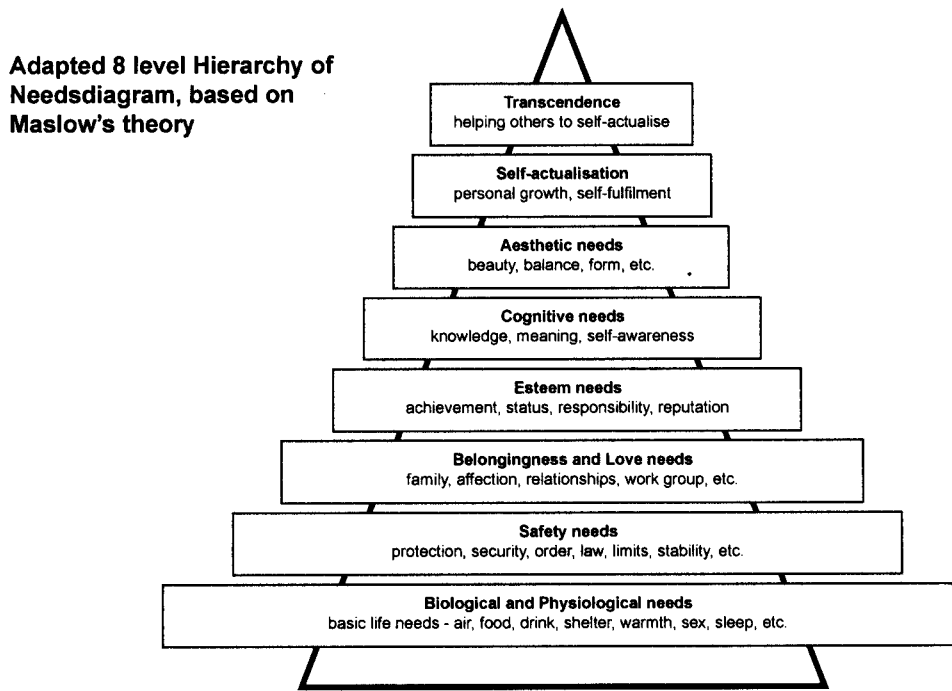 Adapted 8 level Hierarchy of
Needsdiagram, based on
Maslow's theory
Transcendence
helping others to self-actualise
Self-actualisation
personal growth, self-fulfilment
Aesthetic needs
beauty, balance, form, etc.
Cognitive needs
knowledge, meaning, self-awareness
Esteem needs
achievement, status, responsibility, reputation
Belongingness and Love needs
family, affection, relationships, work group, etc.
Safety needs
protection, security, order, law, limits, stability, etc.
Biological and Physiological needs
basic life needs - air, food, drink, shelter, warmth, sex, sleep, etc.